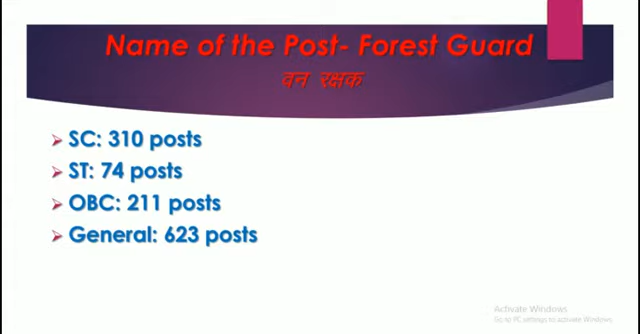 Name of the Post- Forest Guard
वन रक्षक
SC: 310 posts
ST: 74 posts
OBC: 211 posts
General: 623 posts
Activate Windows
Go to PC settings to activate Windows.